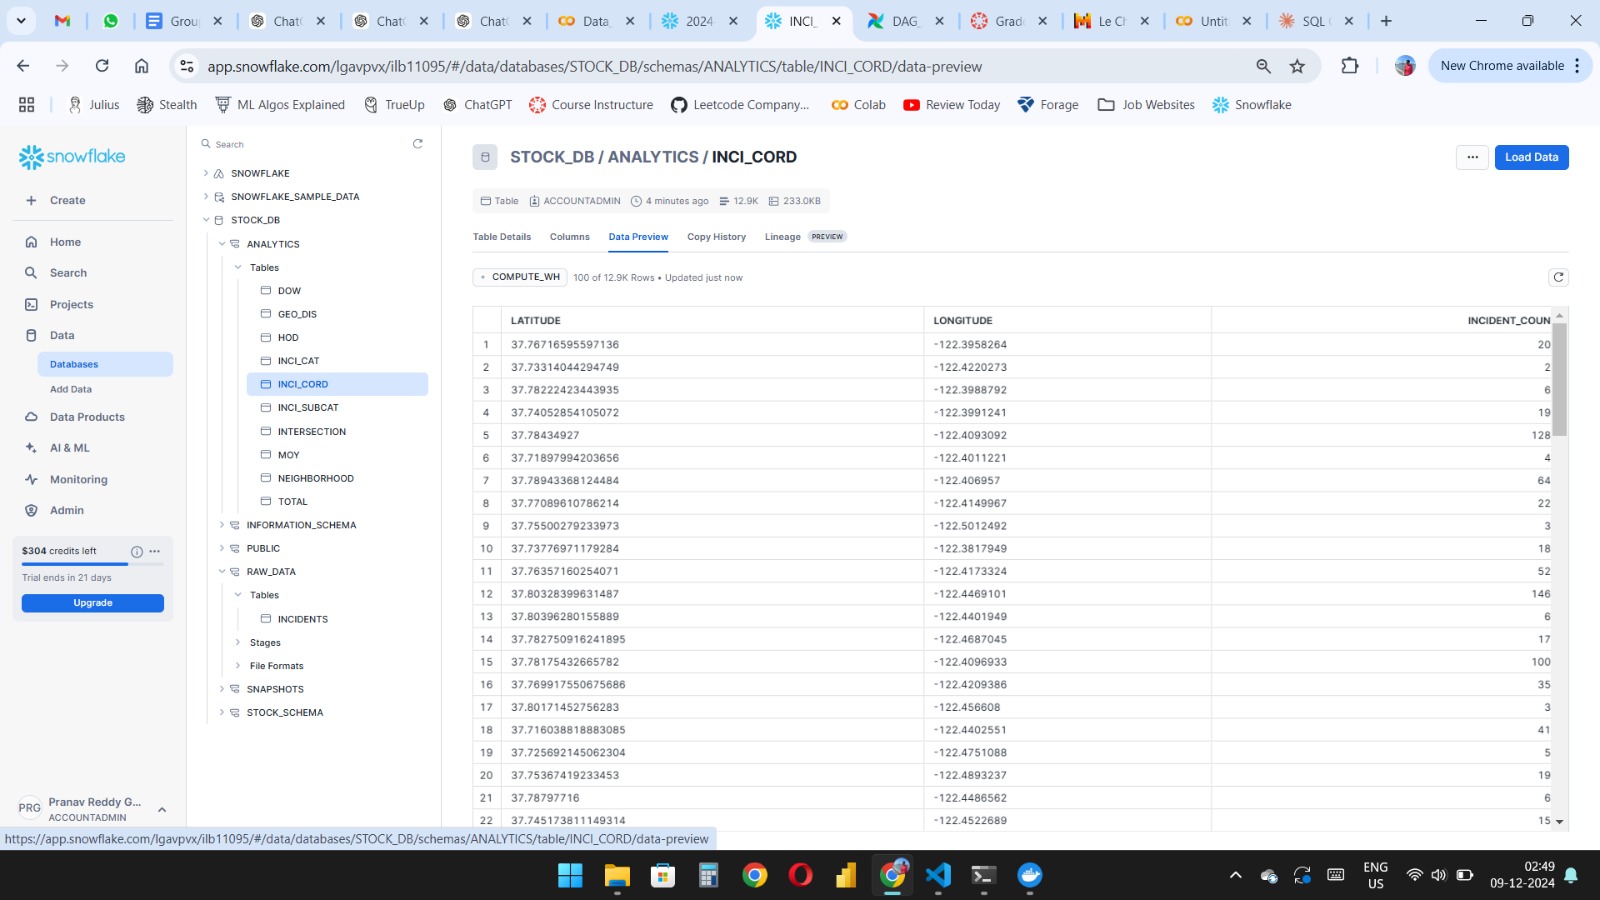 Grou
ChatG
ChatG
ChatG
Data_
2024-
INCI_
DAG_
Grade
Le Ch
Untit
SQL
app.snowflake.com/lgavpvx/ilb11095/#/data/databases/STOCK_DB/schemas/ANALYTICS/table/INCI_CORD/data-preview
New Chrome available
Julius
Stealth
ML Algos Explained
TrueUp
ChatGPT
Course Instructure
Leetcode Company...
Colab
Review Today
Forage
Job Websites
Snowflake
snowflake
Create
Home
Search
Projects
Data
Databases
Add Data
Data Products
AI & ML
Monitoring
Admin
$304 credits left
Trial ends in 21 days
Upgrade
PRG
Pranav Reddy G...
ACCOUNTADMIN
Search
SNOWFLAKE
SNOWFLAKE_SAMPLE_DATA
STOCK_DB
ANALYTICS
Tables
DOW
GEO_DIS
HOD
INCI_CAT
INCI_CORD
INCI_SUBCAT
INTERSECTION
MOY
NEIGHBORHOOD
TOTAL
INFORMATION_SCHEMA
PUBLIC
RAW_DATA
Tables
INCIDENTS
Stages
File Formats
SNAPSHOTS
STOCK_SCHEMA
STOCK_DB / ANALYTICS / INCI_CORD
... Load Data
Table ACCOUNTADMIN 4 minutes ago 12.9K 233.0KB
Table Details Columns Data Preview Copy History Lineage PREVIEW
COMPUTE_WH 100 of 12.9K Rows • Updated just now
LATITUDE LONGITUDE INCIDENT_COUN
1 37.76716595597136 -122.3958264 20
2 37.73314044294749 -122.4220273 2
3 37.78222423443935 -122.3988792 6
4 37.74052854105072 -122.3991241 19
5 37.78434927 -122.4093092 128
6 37.71897994203656 -122.4011221 4
7 37.78943368124484 -122.406957 64
8 37.77089610786214 -122.4149967 22
9 37.75500279233973 -122.5012492 3
10 37.73776971179284 -122.3817949 18
11 37.76357160254071 -122.4173324 52
12 37.80328399631487 -122.4469101 146
13 37.80396280155889 -122.4401949 6
14 37.782750916241895 -122.4687045 17
15 37.78175432665782 -122.4096933 100
16 37.769917550675686 -122.4209386 35
17 37.80171452756283 -122.456608 3
18 37.716038818883085 -122.4402551 41
19 37.725692145062304 -122.4751088 5
20 37.75367419233453 -122.4893237 19
21 37.78797716 -122.4486562 6
22 37.745173811149314 -122.4522689 15
https://app.snowflake.com/lgavpvx/ilb11095/#/data/databases/STOCK_DB/schemas/ANALYTICS/table/INCI_CORD/data-preview
ENG
US
02:49
09-12-2024